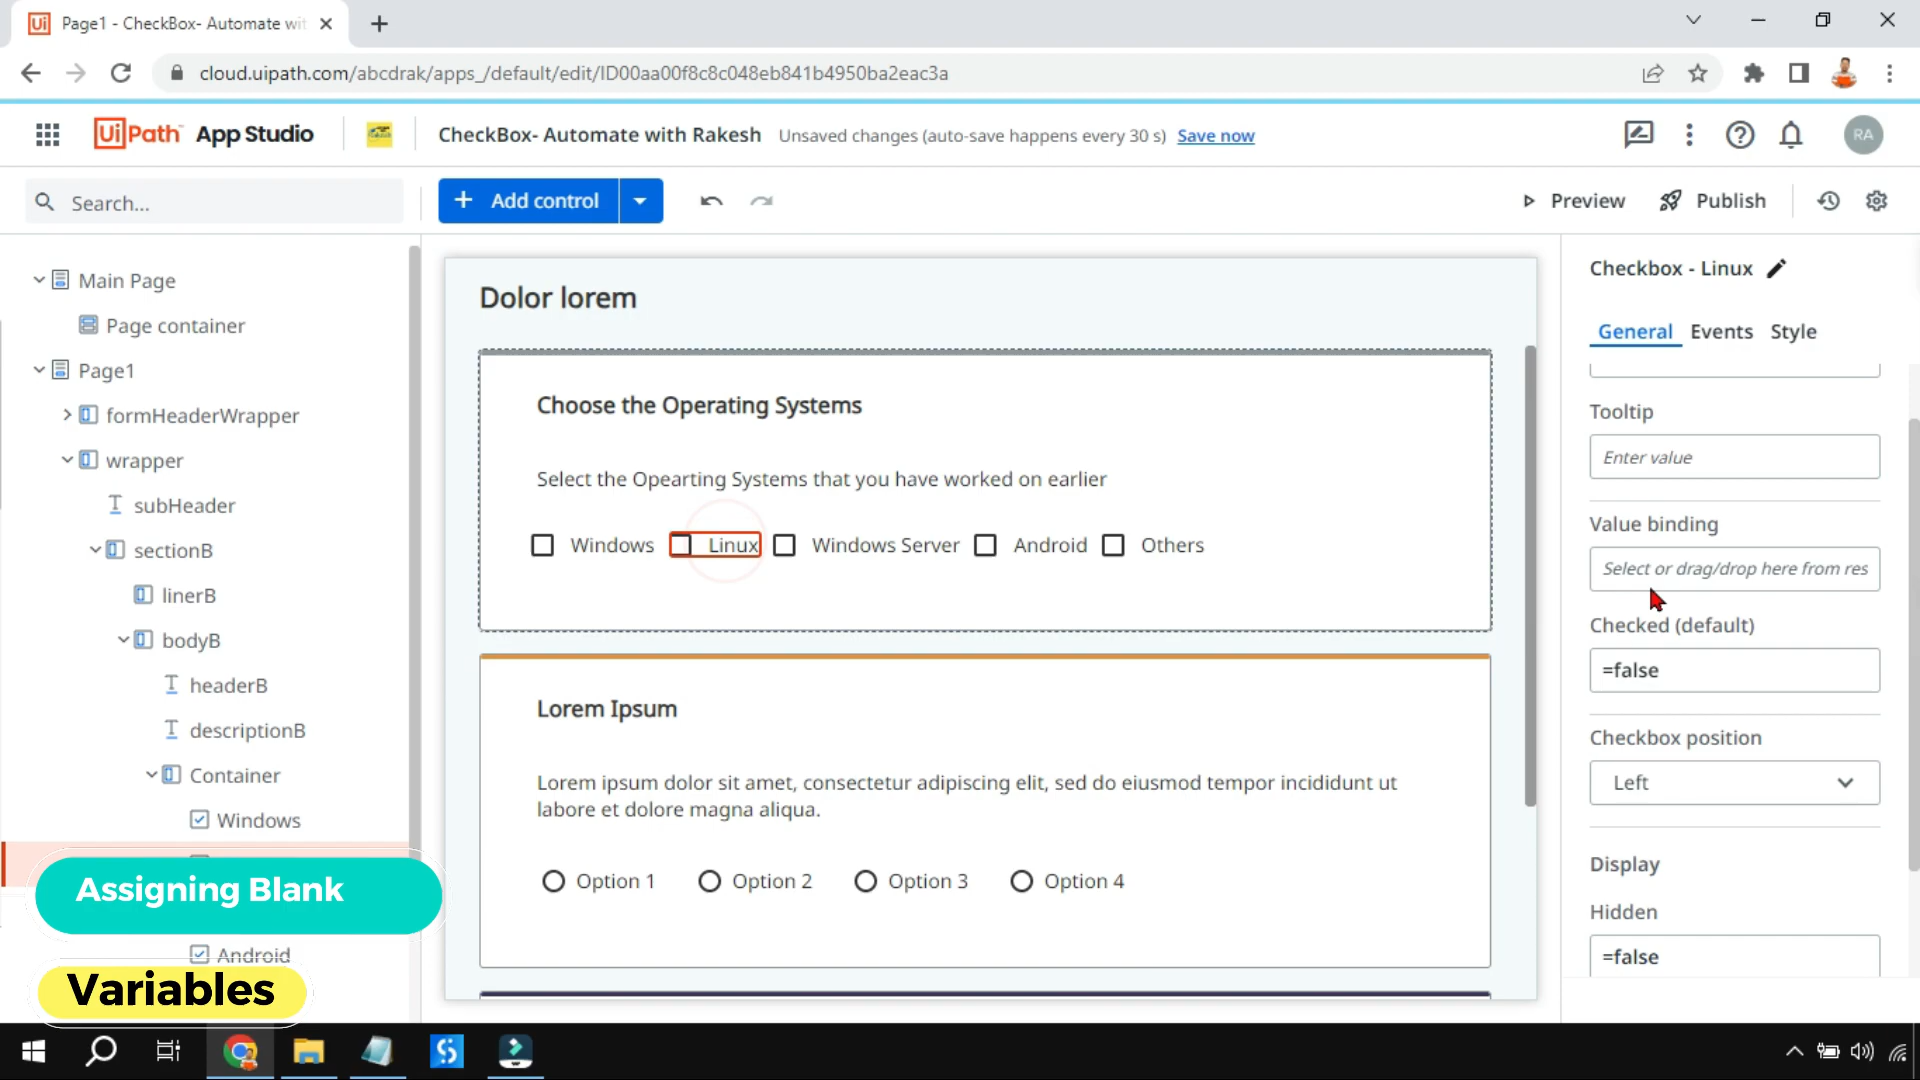 Page1 - CheckBox- Automate wit
cloud.uipath.com/abcdrak/apps_/default/edit/ID00aa00f8c8c048eb841b4950ba2eac3a
UiPath App Studio
CheckBox- Automate with Rakesh
Unsaved changes (auto-save happens every 30 s)
Save now
RA
Search...
Add control
Preview
Publish
Main Page
Page container
Page1
formHeaderWrapper
wrapper
subHeader
sectionB
linerB
bodyB
headerB
descriptionB
Container
Windows
Assigning Blank
Android
Variables
Dolor lorem
Choose the Operating Systems
Select the Opearting Systems that you have worked on earlier
Windows
Linux
Windows Server
Android
Others
Lorem Ipsum
Lorem ipsum dolor sit amet, consectetur adipiscing elit, sed do eiusmod tempor incididunt ut
labore et dolore magna aliqua.
Option 1
Option 2
Option 3
Option 4
Checkbox - Linux
General Events Style
Tooltip
Enter value
Value binding
Select or drag/drop here from res
Checked (default)
=false
Checkbox position
Left
Display
Hidden
=false